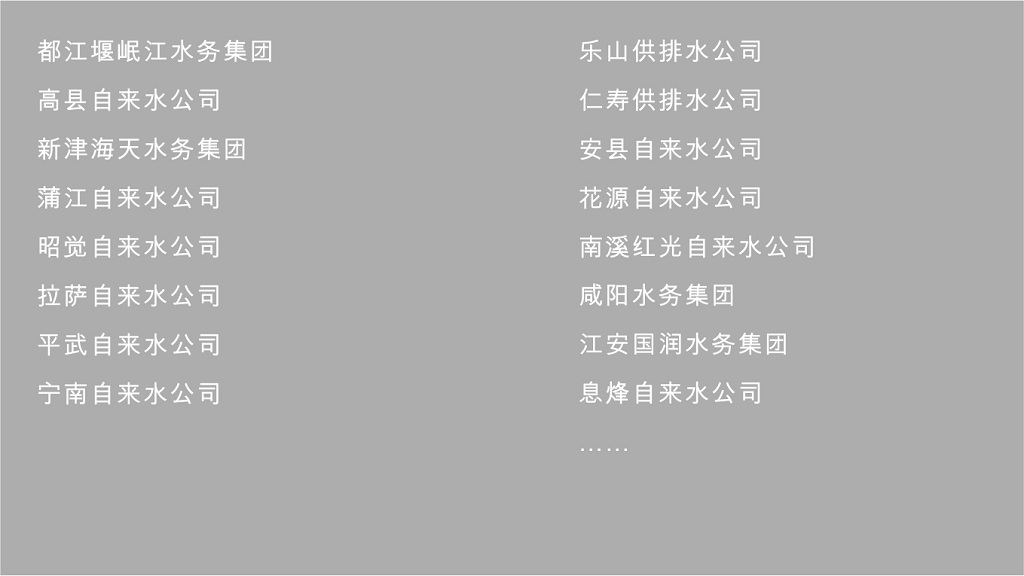 都江堰岷江水务集团
高县自来水公司
新津海天水务集团
蒲江自来水公司
昭觉自来水公司
拉萨自来水公司
平武自来水公司
宁南自来水公司
乐山供排水公司
仁寿供排水公司
安县自来水公司
花源自来水公司
南溪红光自来水公司
咸阳水务集团
江安国润水务集团
息烽自来水公司
……